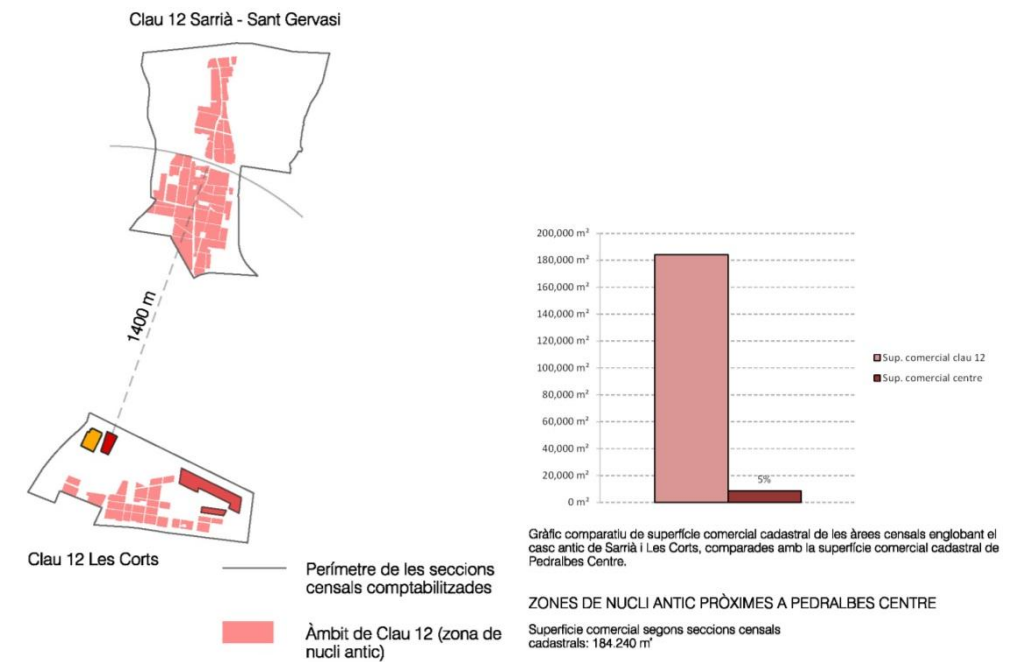 Clau 12 Sarrià - Sant Gervasi
1400 m
Clau 12 Les Corts
Perímetre de les seccions
censals comptabilitzades
Àmbit de Clau 12 (zona de
nucli antic)
200,000 m²
180,000 m²
160,000 m²
140,000 m²
120,000 m²
100,000 m²
80,000 m²
60,000 m²
40,000 m²
20,000 m²
0 m²
5%
Sup. comercial clau 12
Sup. comercial centre
Gràfic comparatiu de superfície comercial cadastral de les àrees censals englobant el
casc antic de Sarrià i Les Corts, comparades amb la superfície comercial cadastral de
Pedralbes Centre.
ZONES DE NUCLI ANTIC PRÒXIMES A PEDRALBES CENTRE
Superficie comercial segons seccions censals
cadastrals: 184.240 m²